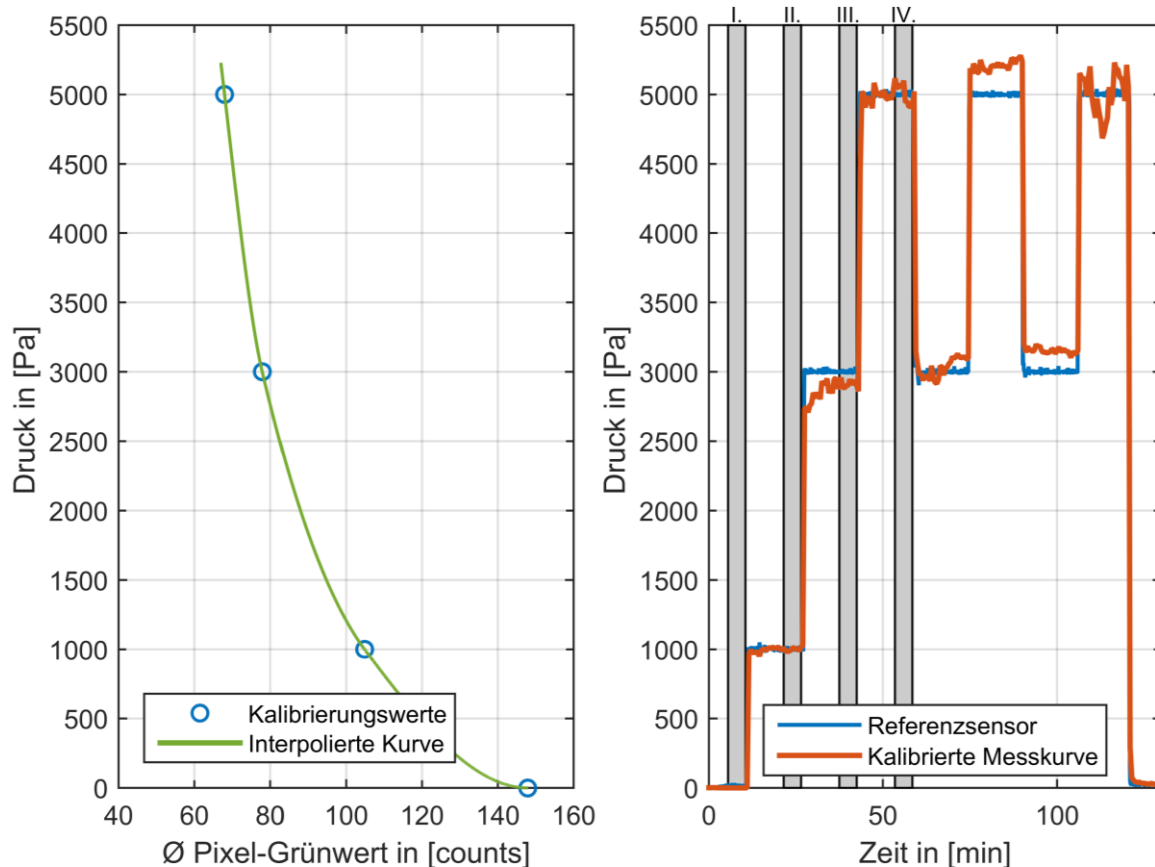 5500
5000
4500
4000
3500
3000
2500
2000
1500
1000
500
0
40 60 80 100 120 140 160
Druck in [Pa]
Ø Pixel-Grünwert in [counts]
Kalibrierungswerte
Interpolierte Kurve
I. II. III. IV.
5500
5000
4500
4000
3500
3000
2500
2000
1500
1000
500
0
0 50 100
Druck in [Pa]
Zeit in [min]
Referenzsensor
Kalibrierte Messkurve